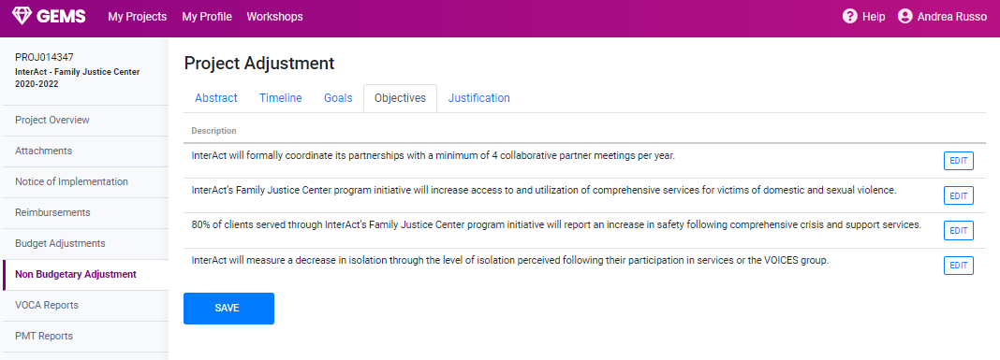 GEMS My Projects My Profile Workshops ? Help Andrea Russo
PROJ014347
InterAct - Family Justice Center
2020-2022
Project Overview
Attachments
Notice of Implementation
Reimbursements
Budget Adjustments
Non Budgetary Adjustment
VOCA Reports
PMT Reports
Project Adjustment
Abstract Timeline Goals Objectives Justification
Description
InterAct will formally coordinate its partnerships with a minimum of 4 collaborative partner meetings per year. EDIT
InterAct's Family Justice Center program initiative will increase access to and utilization of comprehensive services for victims of domestic and sexual violence. EDIT
80% of clients served through InterAct's Family Justice Center program initiative will report an increase in safety following comprehensive crisis and support services. EDIT
InterAct will measure a decrease in isolation through the level of isolation perceived following their participation in services or the VOICES group. EDIT
SAVE